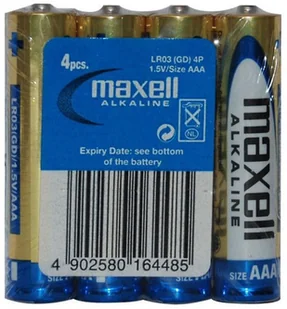 4pcs.
LR03 (GD) 4P
1.5V/Size AAA
maxell
ALKALINE
Expiry Date: see bottom
of the battery
4 902580 164485
LR03(GD)/1.5V/AAA
maxell
ALKALINE
SIZE AAA
NL